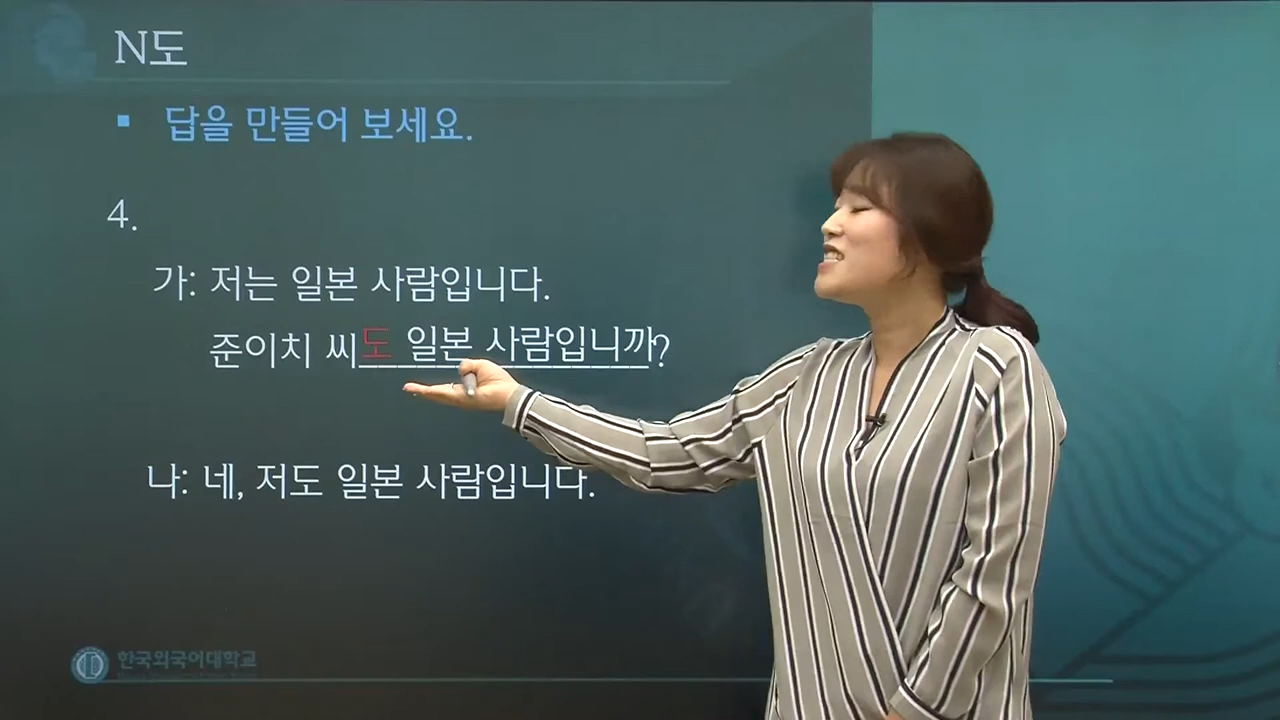 N도
▪ 답을 만들어 보세요.
4.
가: 저는 일본 사람입니다.
준이치 씨도 일본 사람입니까?
나: 네, 저도 일본 사람입니다.
한국외국어대학교